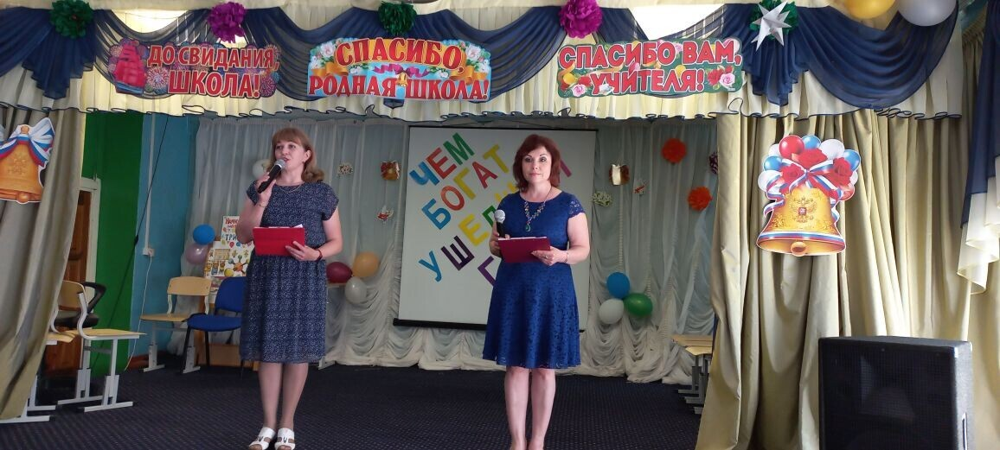 ДО СВИДАНИЯ,
ШКОЛА!
СПАСИБО,
РОДНАЯ ШКОЛА!
СПАСИБО ВАМ,
УЧИТЕЛЯ!
ЧЕМ
БОГАТ
У